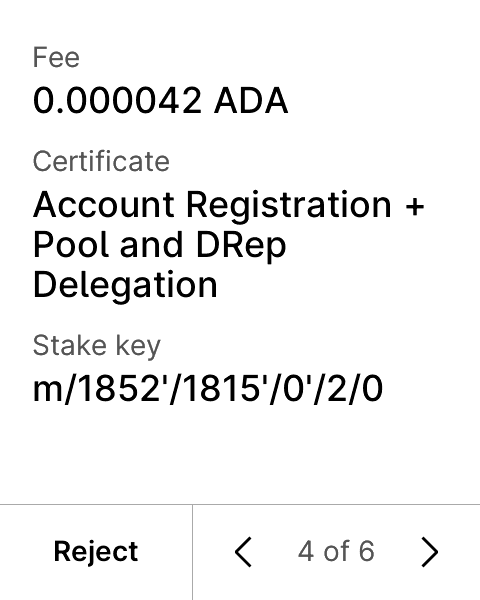 Fee
0.000042 ADA
Certificate
Account Registration +
Pool and DRep
Delegation
Stake key
m/1852'/1815'/0'/2/0
Reject
4 of 6